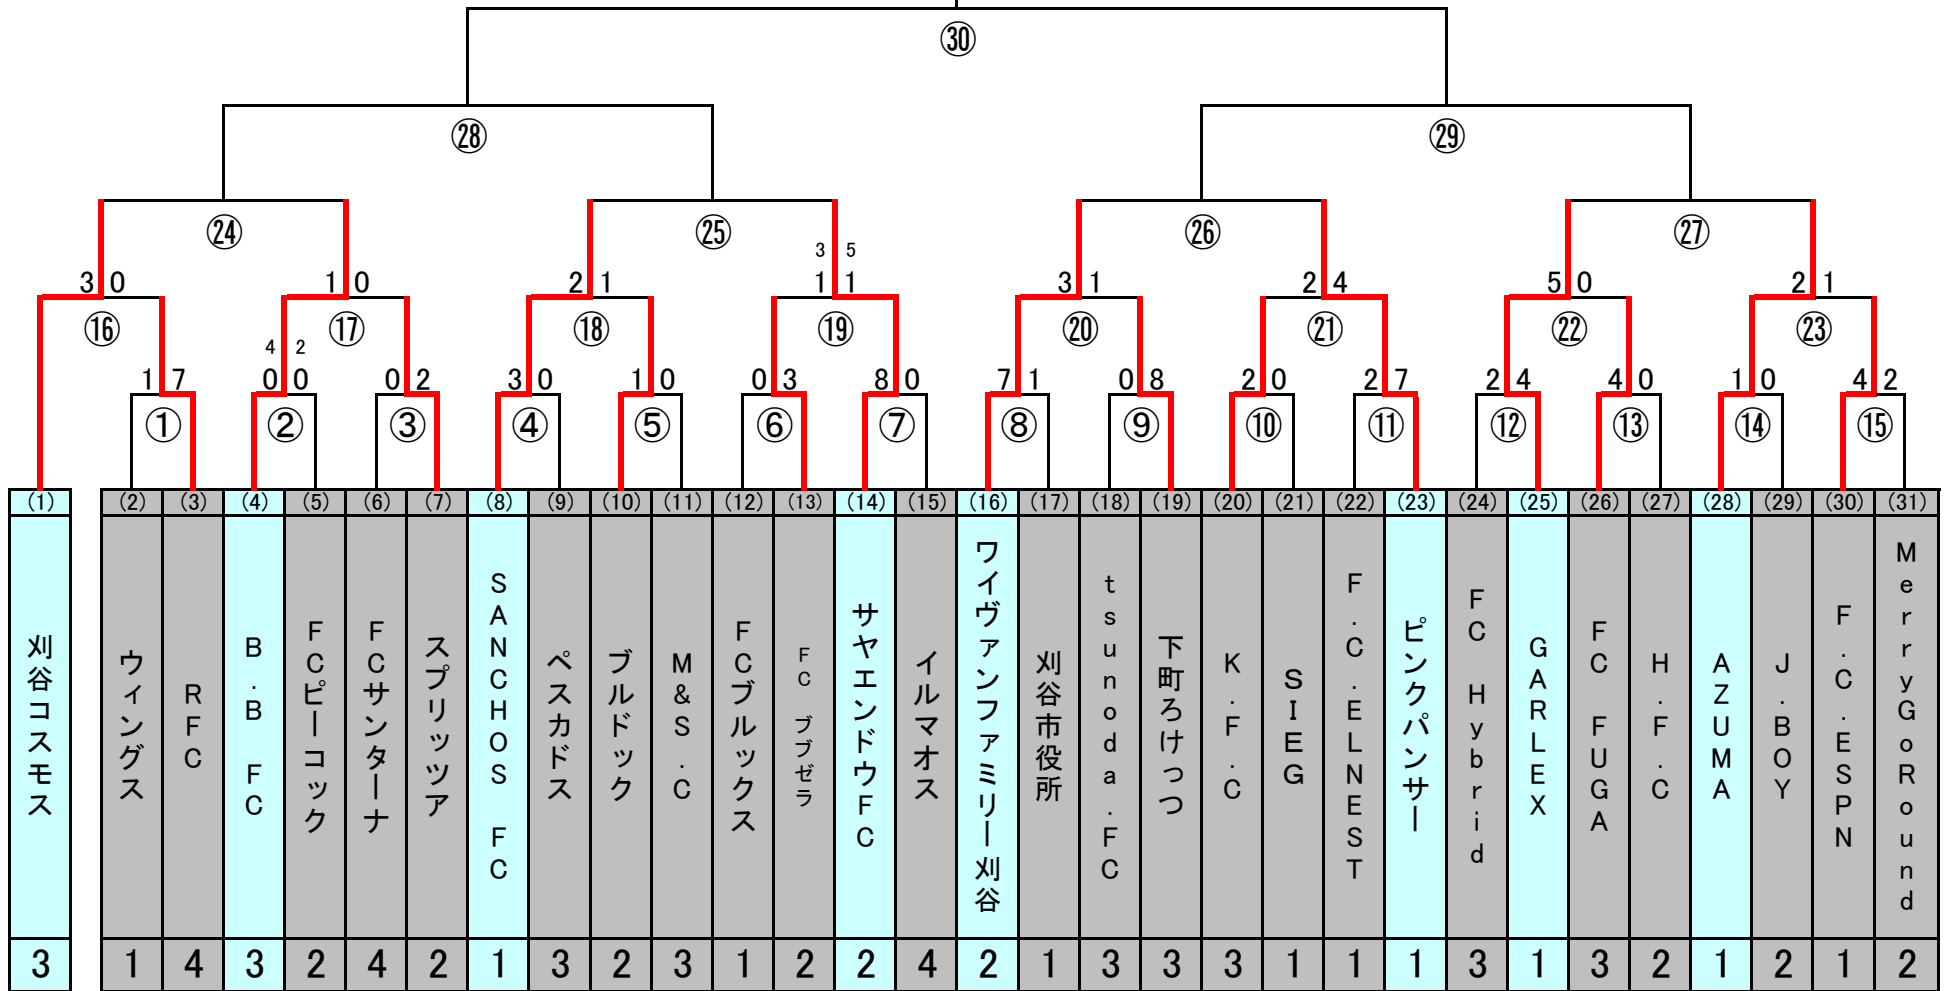 ㉚
㉘ ㉙
㉔ ㉕ ㉖ ㉗
3 5
3 0 1 0 2 1 1 1 3 1 2 4 5 0 2 1
⑯ ⑰ ⑱ ⑲ ⑳ ㉑ ㉒ ㉓
4 2
1 7 0 0 0 2 3 0 1 0 0 3 8 0 7 1 0 8 2 0 2 7 2 4 4 0 1 0 4 2
① ② ③ ④ ⑤ ⑥ ⑦ ⑧ ⑨ ⑩ ⑪ ⑫ ⑬ ⑭ ⑮
(1) (2) (3) (4) (5) (6) (7) (8) (9) (10) (11) (12) (13) (14) (15) (16) (17) (18) (19) (20) (21) (22) (23) (24) (25) (26) (27) (28) (29) (30) (31)
刈谷コスモス
ウィングス
RFC
B.B FC
FCピーコック
FCサンターナ
スプリッツア
SANCHOS FC
ペスカドス
ブルドック
M&S.C
FCブルックス
FC ブブゼラ
サヤエンドウFC
イルマオス
ワイヴァンファミリー刈谷
刈谷市役所
tsunoda.FC
下町ろけっつ
K.F.C
SIEG
F.C.ELNEST
ピンクパンサー
FC Hybrid
GARLEX
FC FUGA
H.F.C
AZUMA
J.BOY
F.C.ESPN
MerryGoRound
3 1 4 3 2 4 2 1 3 2 3 1 2 2 4 2 1 3 3 3 1 1 1 3 1 3 2 1 2 1 2